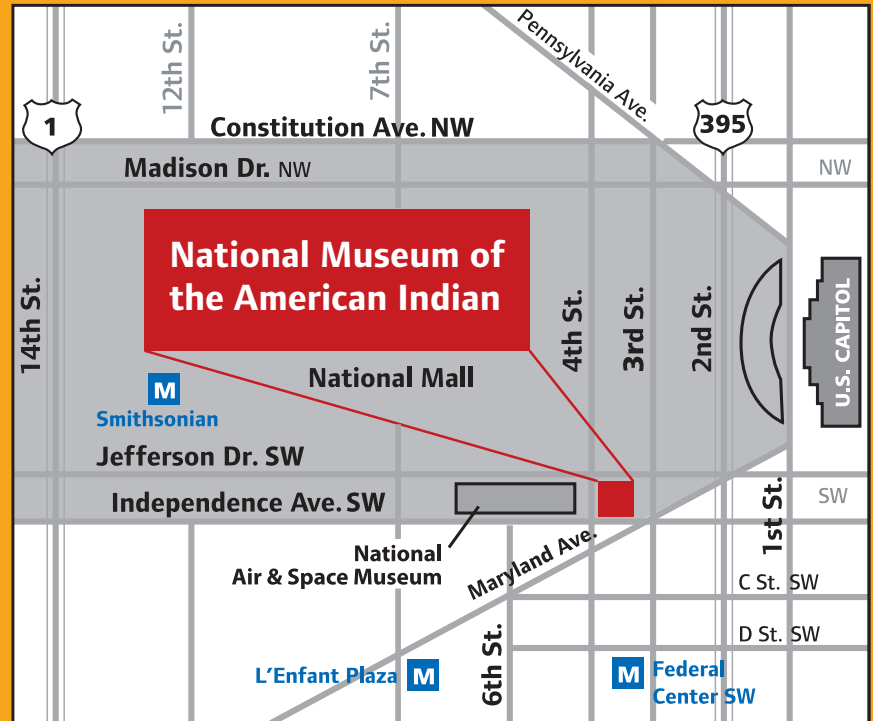 Pennsylvania Ave.
12th St.
7th St.
1
395
Constitution Ave. NW
Madison Dr. NW
NW
National Museum of
the American Indian
14th St.
4th St.
3rd St.
2nd St.
U.S. CAPITOL
National Mall
M
Smithsonian
Jefferson Dr. SW
Independence Ave. SW
SW
1st St.
National
Air & Space Museum
Maryland Ave.
C St. SW
D St. SW
6th St.
L'Enfant Plaza M
M Federal
Center SW